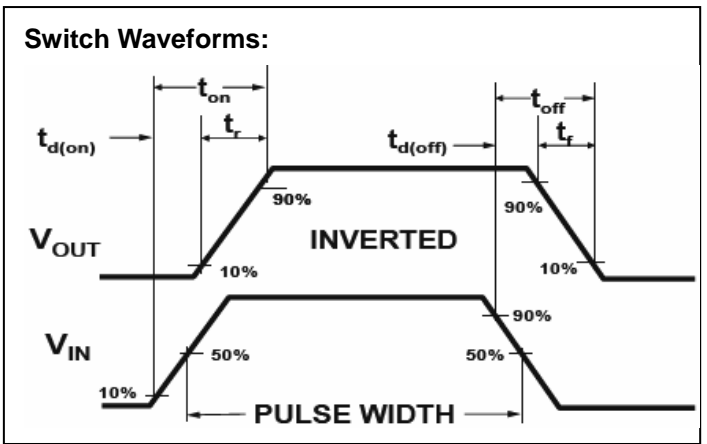 Switch Waveforms:
ton
toff
td(on)
tr
td(off)
tf
90%
90%
VOUT
INVERTED
10%
10%
90%
VIN
50%
50%
10%
PULSE WIDTH